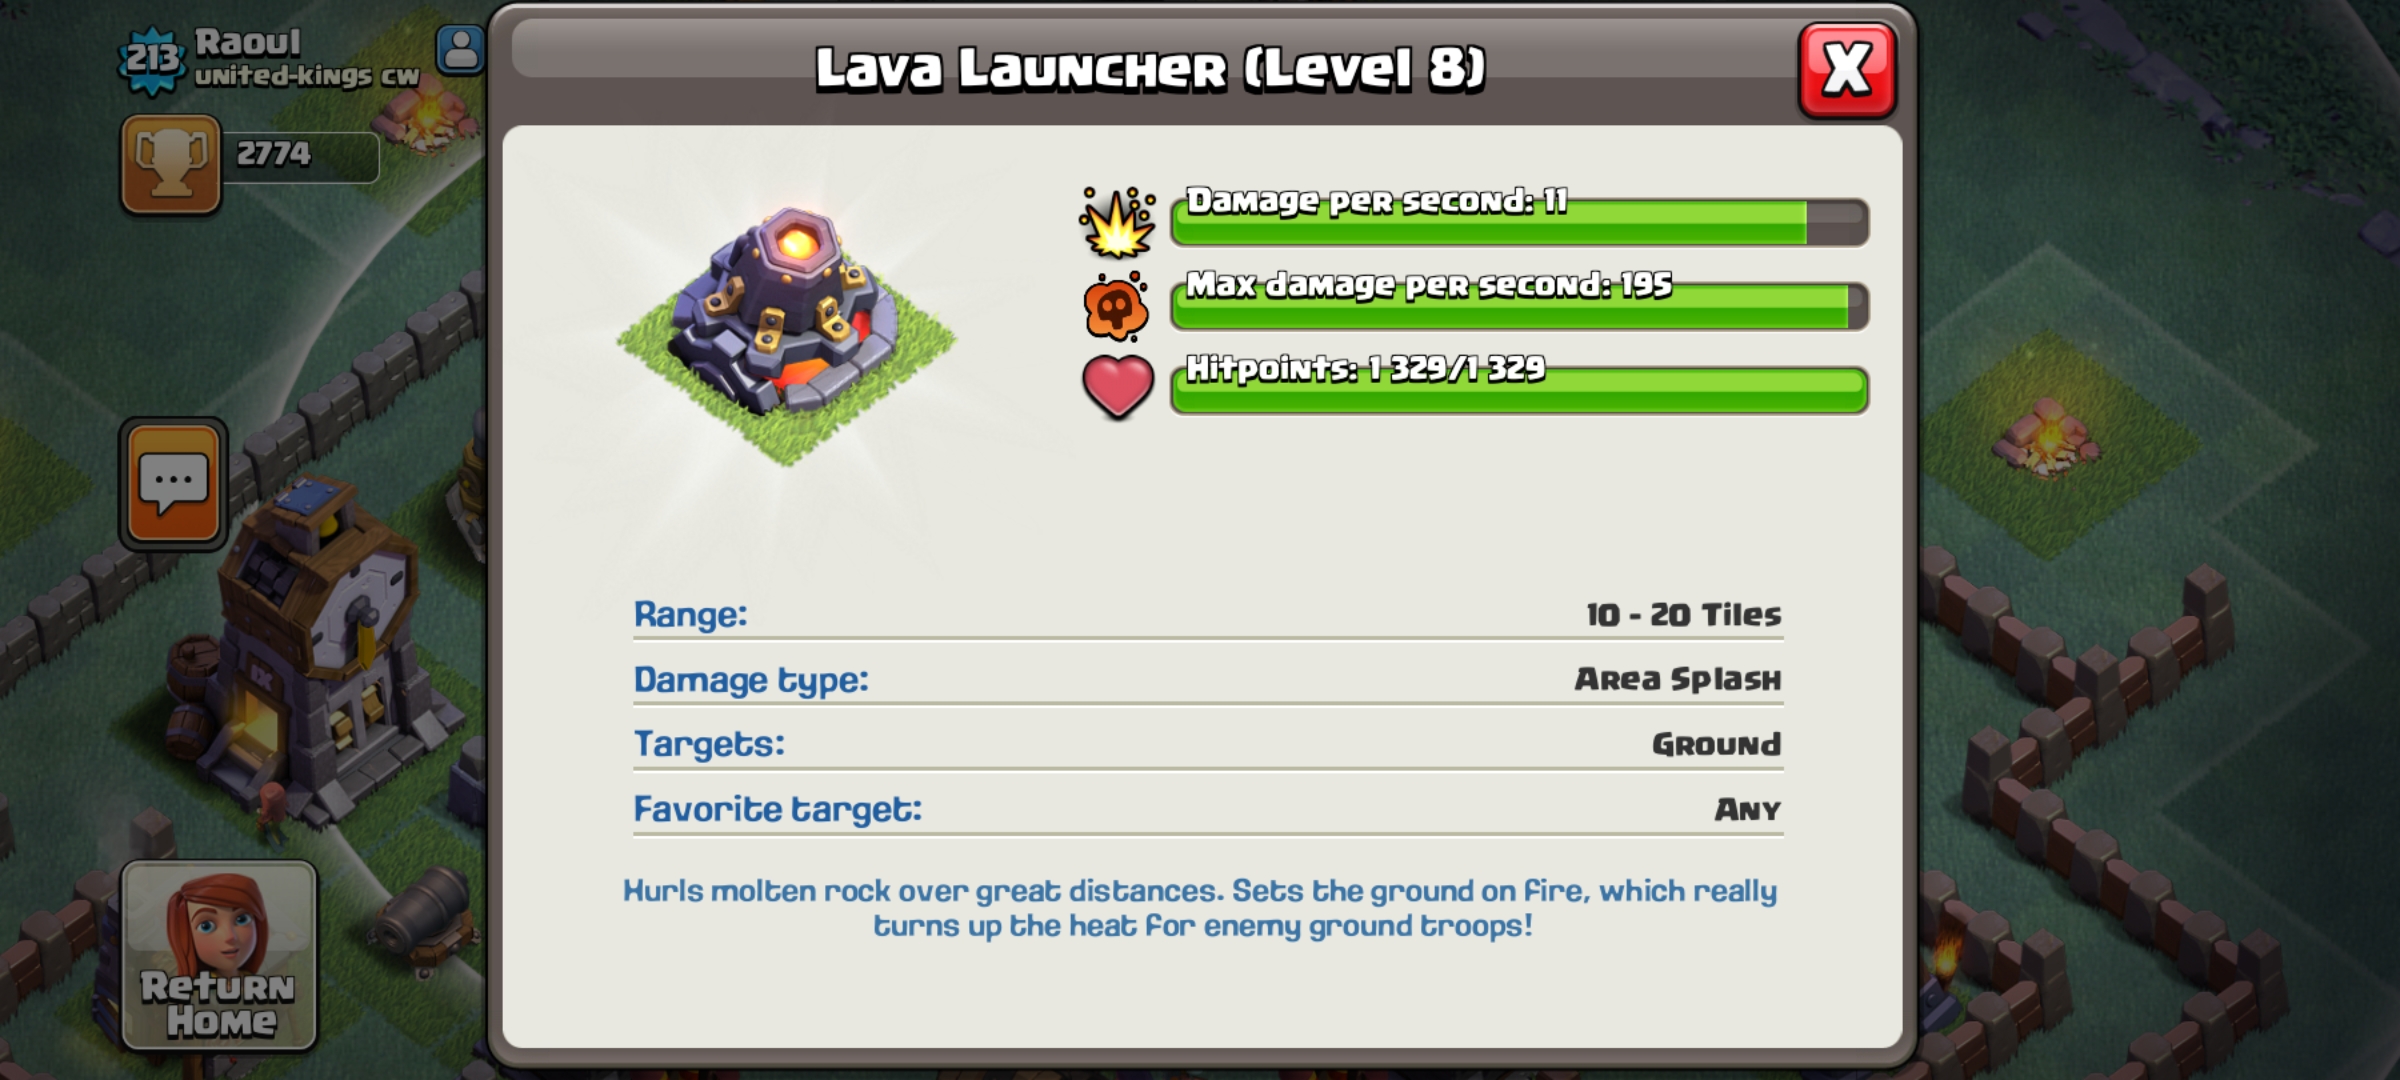 213
Raoul
united-kings cw
2774
Lava Launcher (Level 8)
X
Damage per second: 11
Max damage per second: 195
Hitpoints: 1 329/1 329
Range: 10 - 20 Tiles
Damage type: Area Splash
Targets: Ground
Favorite target: Any
Hurls molten rock over great distances. Sets the ground on fire, which really
turns up the heat for enemy ground troops!
IX
Return
Home